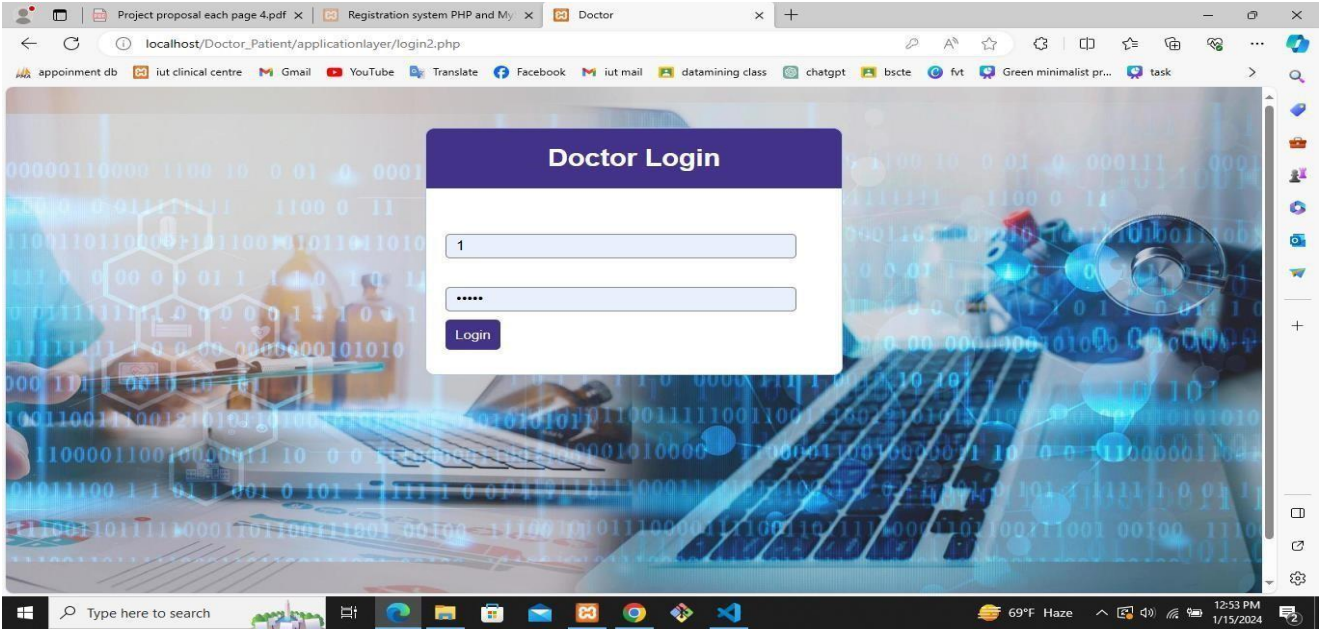 Project proposal each page 4.pdf
Registration system PHP and My
Doctor
localhost/Doctor_Patient/applicationlayer/login2.php
appoinment db
iut clinical centre
Gmail
YouTube
Translate
Facebook
iut mail
datamining class
chatgpt
bscte
fvt
Green minimalist pr...
task
Doctor Login
1
•••••
Login
Type here to search
69°F Haze
12:53 PM
1/15/2024
2